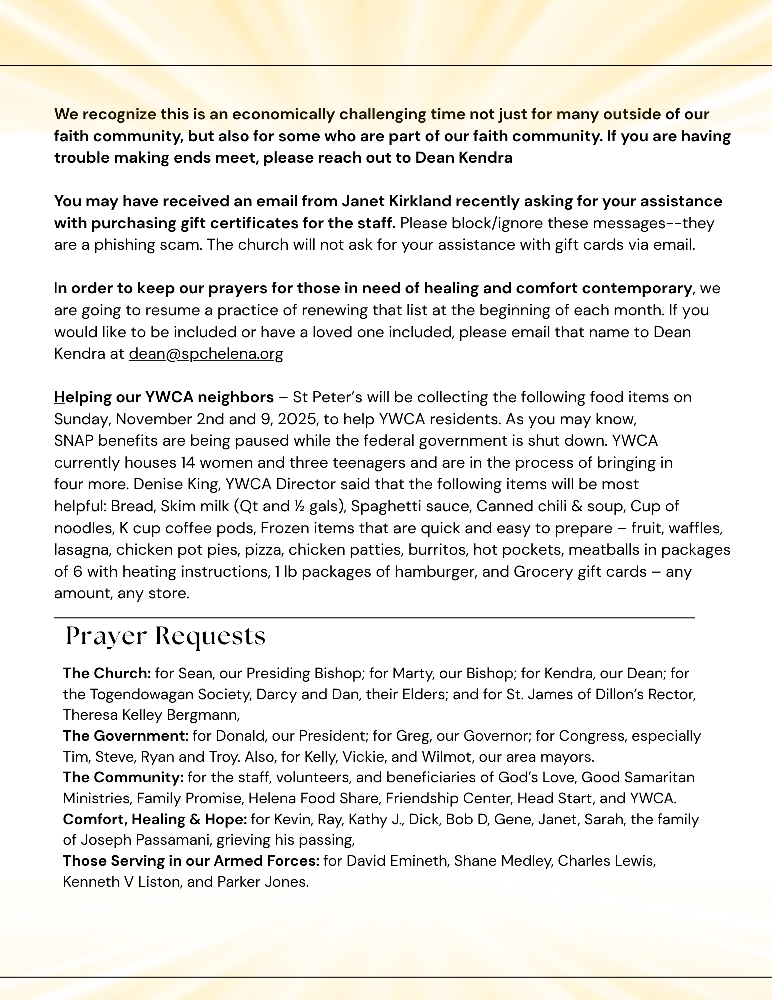 We recognize this is an economically challenging time not just for many outside of our
faith community, but also for some who are part of our faith community. If you are having
trouble making ends meet, please reach out to Dean Kendra
You may have received an email from Janet Kirkland recently asking for your assistance
with purchasing gift certificates for the staff. Please block/ignore these messages--they
are a phishing scam. The church will not ask for your assistance with gift cards via email.
In order to keep our prayers for those in need of healing and comfort contemporary, we
are going to resume a practice of renewing that list at the beginning of each month. If you
would like to be included or have a loved one included, please email that name to Dean
Kendra at dean@spchelena.org
Helping our YWCA neighbors – St Peter’s will be collecting the following food items on
Sunday, November 2nd and 9, 2025, to help YWCA residents. As you may know,
SNAP benefits are being paused while the federal government is shut down. YWCA
currently houses 14 women and three teenagers and are in the process of bringing in
four more. Denise King, YWCA Director said that the following items will be most
helpful: Bread, Skim milk (Qt and ½ gals), Spaghetti sauce, Canned chili & soup, Cup of
noodles, K cup coffee pods, Frozen items that are quick and easy to prepare – fruit, waffles,
lasagna, chicken pot pies, pizza, chicken patties, burritos, hot pockets, meatballs in packages
of 6 with heating instructions, 1 lb packages of hamburger, and Grocery gift cards – any
amount, any store.
Prayer Requests
The Church: for Sean, our Presiding Bishop; for Marty, our Bishop; for Kendra, our Dean; for
the Togendowagan Society, Darcy and Dan, their Elders; and for St. James of Dillon’s Rector,
Theresa Kelley Bergmann,
The Government: for Donald, our President; for Greg, our Governor; for Congress, especially
Tim, Steve, Ryan and Troy. Also, for Kelly, Vickie, and Wilmot, our area mayors.
The Community: for the staff, volunteers, and beneficiaries of God’s Love, Good Samaritan
Ministries, Family Promise, Helena Food Share, Friendship Center, Head Start, and YWCA.
Comfort, Healing & Hope: for Kevin, Ray, Kathy J., Dick, Bob D, Gene, Janet, Sarah, the family
of Joseph Passamani, grieving his passing,
Those Serving in our Armed Forces: for David Emineth, Shane Medley, Charles Lewis,
Kenneth V Liston, and Parker Jones.